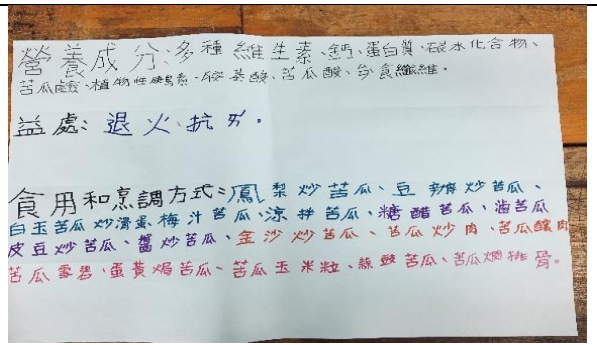 營養成分:多種維生素、鈣、蛋白質、碳水化合物、
苦瓜鹼、植物性胰島素、胺基酸、苦瓜酸、膳食纖維。
益處:退火、抗ㄞˊ。
食用和烹調方式:鳳梨炒苦瓜、豆瓣炒苦瓜、
白玉苦瓜炒滑蛋、梅汁苦瓜、涼拌苦瓜、糖醋苦瓜、滷苦瓜
皮豆炒苦瓜、醬炒苦瓜、金沙炒苦瓜、苦瓜炒肉、苦瓜釀肉
苦瓜雪碧、蛋黃焗苦瓜、苦瓜玉米粒、蔭豉苦瓜、苦瓜燜排骨。